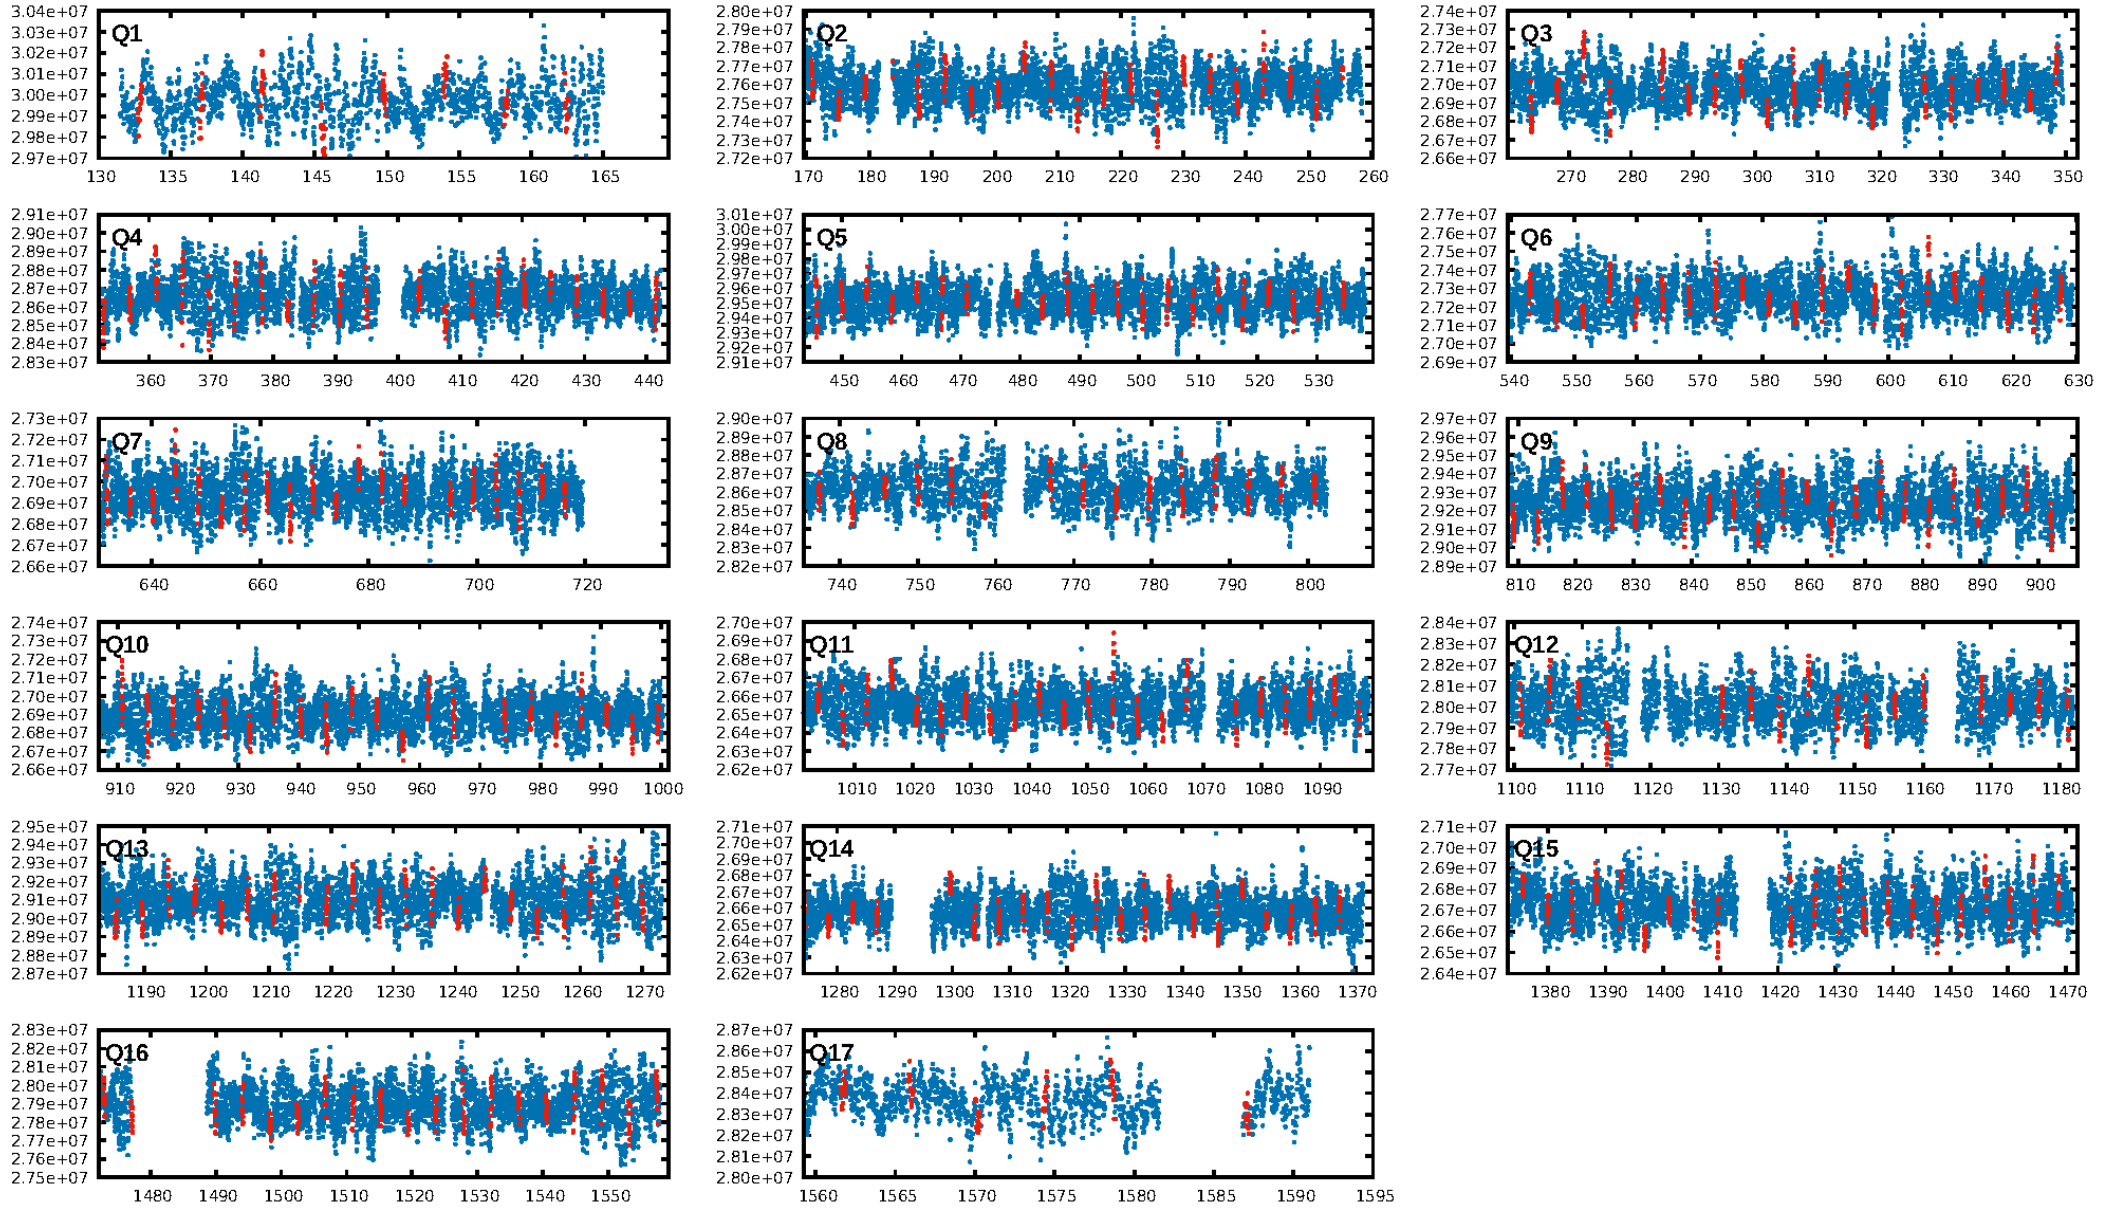 3.04e+07
3.03e+07
3.02e+07
3.01e+07
3.00e+07
2.99e+07
2.98e+07
2.97e+07
Q1
130 135 140 145 150 155 160 165
2.80e+07
2.79e+07
2.78e+07
2.77e+07
2.76e+07
2.75e+07
2.74e+07
2.73e+07
2.72e+07
Q2
170 180 190 200 210 220 230 240 250 260
2.74e+07
2.73e+07
2.72e+07
2.71e+07
2.70e+07
2.69e+07
2.68e+07
2.67e+07
2.66e+07
Q3
270 280 290 300 310 320 330 340 350
2.91e+07
2.90e+07
2.89e+07
2.88e+07
2.87e+07
2.86e+07
2.85e+07
2.84e+07
2.83e+07
Q4
360 370 380 390 400 410 420 430 440
3.01e+07
3.00e+07
2.99e+07
2.98e+07
2.97e+07
2.96e+07
2.95e+07
2.94e+07
2.93e+07
2.92e+07
2.91e+07
Q5
450 460 470 480 490 500 510 520 530
2.77e+07
2.76e+07
2.75e+07
2.74e+07
2.73e+07
2.72e+07
2.71e+07
2.70e+07
2.69e+07
Q6
540 550 560 570 580 590 600 610 620 630
2.73e+07
2.72e+07
2.71e+07
2.70e+07
2.69e+07
2.68e+07
2.67e+07
2.66e+07
Q7
640 660 680 700 720
2.90e+07
2.89e+07
2.88e+07
2.87e+07
2.86e+07
2.85e+07
2.84e+07
2.83e+07
2.82e+07
Q8
740 750 760 770 780 790 800
2.97e+07
2.96e+07
2.95e+07
2.94e+07
2.93e+07
2.92e+07
2.91e+07
2.90e+07
2.89e+07
Q9
810 820 830 840 850 860 870 880 890 900
2.74e+07
2.73e+07
2.72e+07
2.71e+07
2.70e+07
2.69e+07
2.68e+07
2.67e+07
2.66e+07
Q10
910 920 930 940 950 960 970 980 990 1000
2.70e+07
2.69e+07
2.68e+07
2.67e+07
2.66e+07
2.65e+07
2.64e+07
2.63e+07
2.62e+07
Q11
1010 1020 1030 1040 1050 1060 1070 1080 1090
2.84e+07
2.83e+07
2.82e+07
2.81e+07
2.80e+07
2.79e+07
2.78e+07
2.77e+07
Q12
1100 1110 1120 1130 1140 1150 1160 1170 1180
2.95e+07
2.94e+07
2.93e+07
2.92e+07
2.91e+07
2.90e+07
2.89e+07
2.88e+07
2.87e+07
Q13
1190 1200 1210 1220 1230 1240 1250 1260 1270
2.71e+07
2.70e+07
2.69e+07
2.68e+07
2.67e+07
2.66e+07
2.65e+07
2.64e+07
2.63e+07
2.62e+07
Q14
1280 1290 1300 1310 1320 1330 1340 1350 1360 1370
2.71e+07
2.70e+07
2.69e+07
2.68e+07
2.67e+07
2.66e+07
2.65e+07
2.64e+07
Q15
1380 1390 1400 1410 1420 1430 1440 1450 1460 1470
2.83e+07
2.82e+07
2.81e+07
2.80e+07
2.79e+07
2.78e+07
2.77e+07
2.76e+07
2.75e+07
Q16
1480 1490 1500 1510 1520 1530 1540 1550
2.87e+07
2.86e+07
2.85e+07
2.84e+07
2.83e+07
2.82e+07
2.81e+07
2.80e+07
Q17
1560 1565 1570 1575 1580 1585 1590 1595